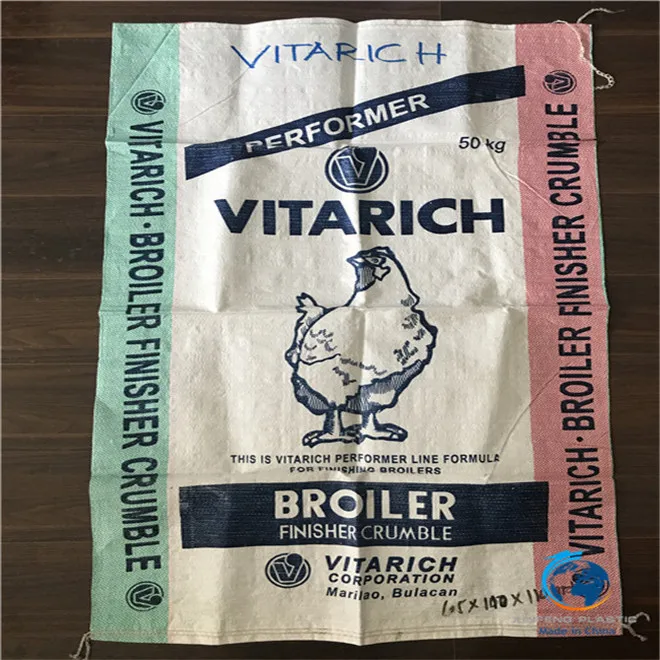 VITARICH
PERFORMER
50 kg
VITARICH
THIS IS VITARICH PERFORMER LINE FORMULA
FOR FINISHING BROILERS
BROILER
FINISHER CRUMBLE
VITARICH
CORPORATION
Marilao, Bulacan
VITARICH · BROILER FINISHER CRUMBLE
VITARICH · BROILER FINISHER CRUMBLE
PLASTIC
Made in China